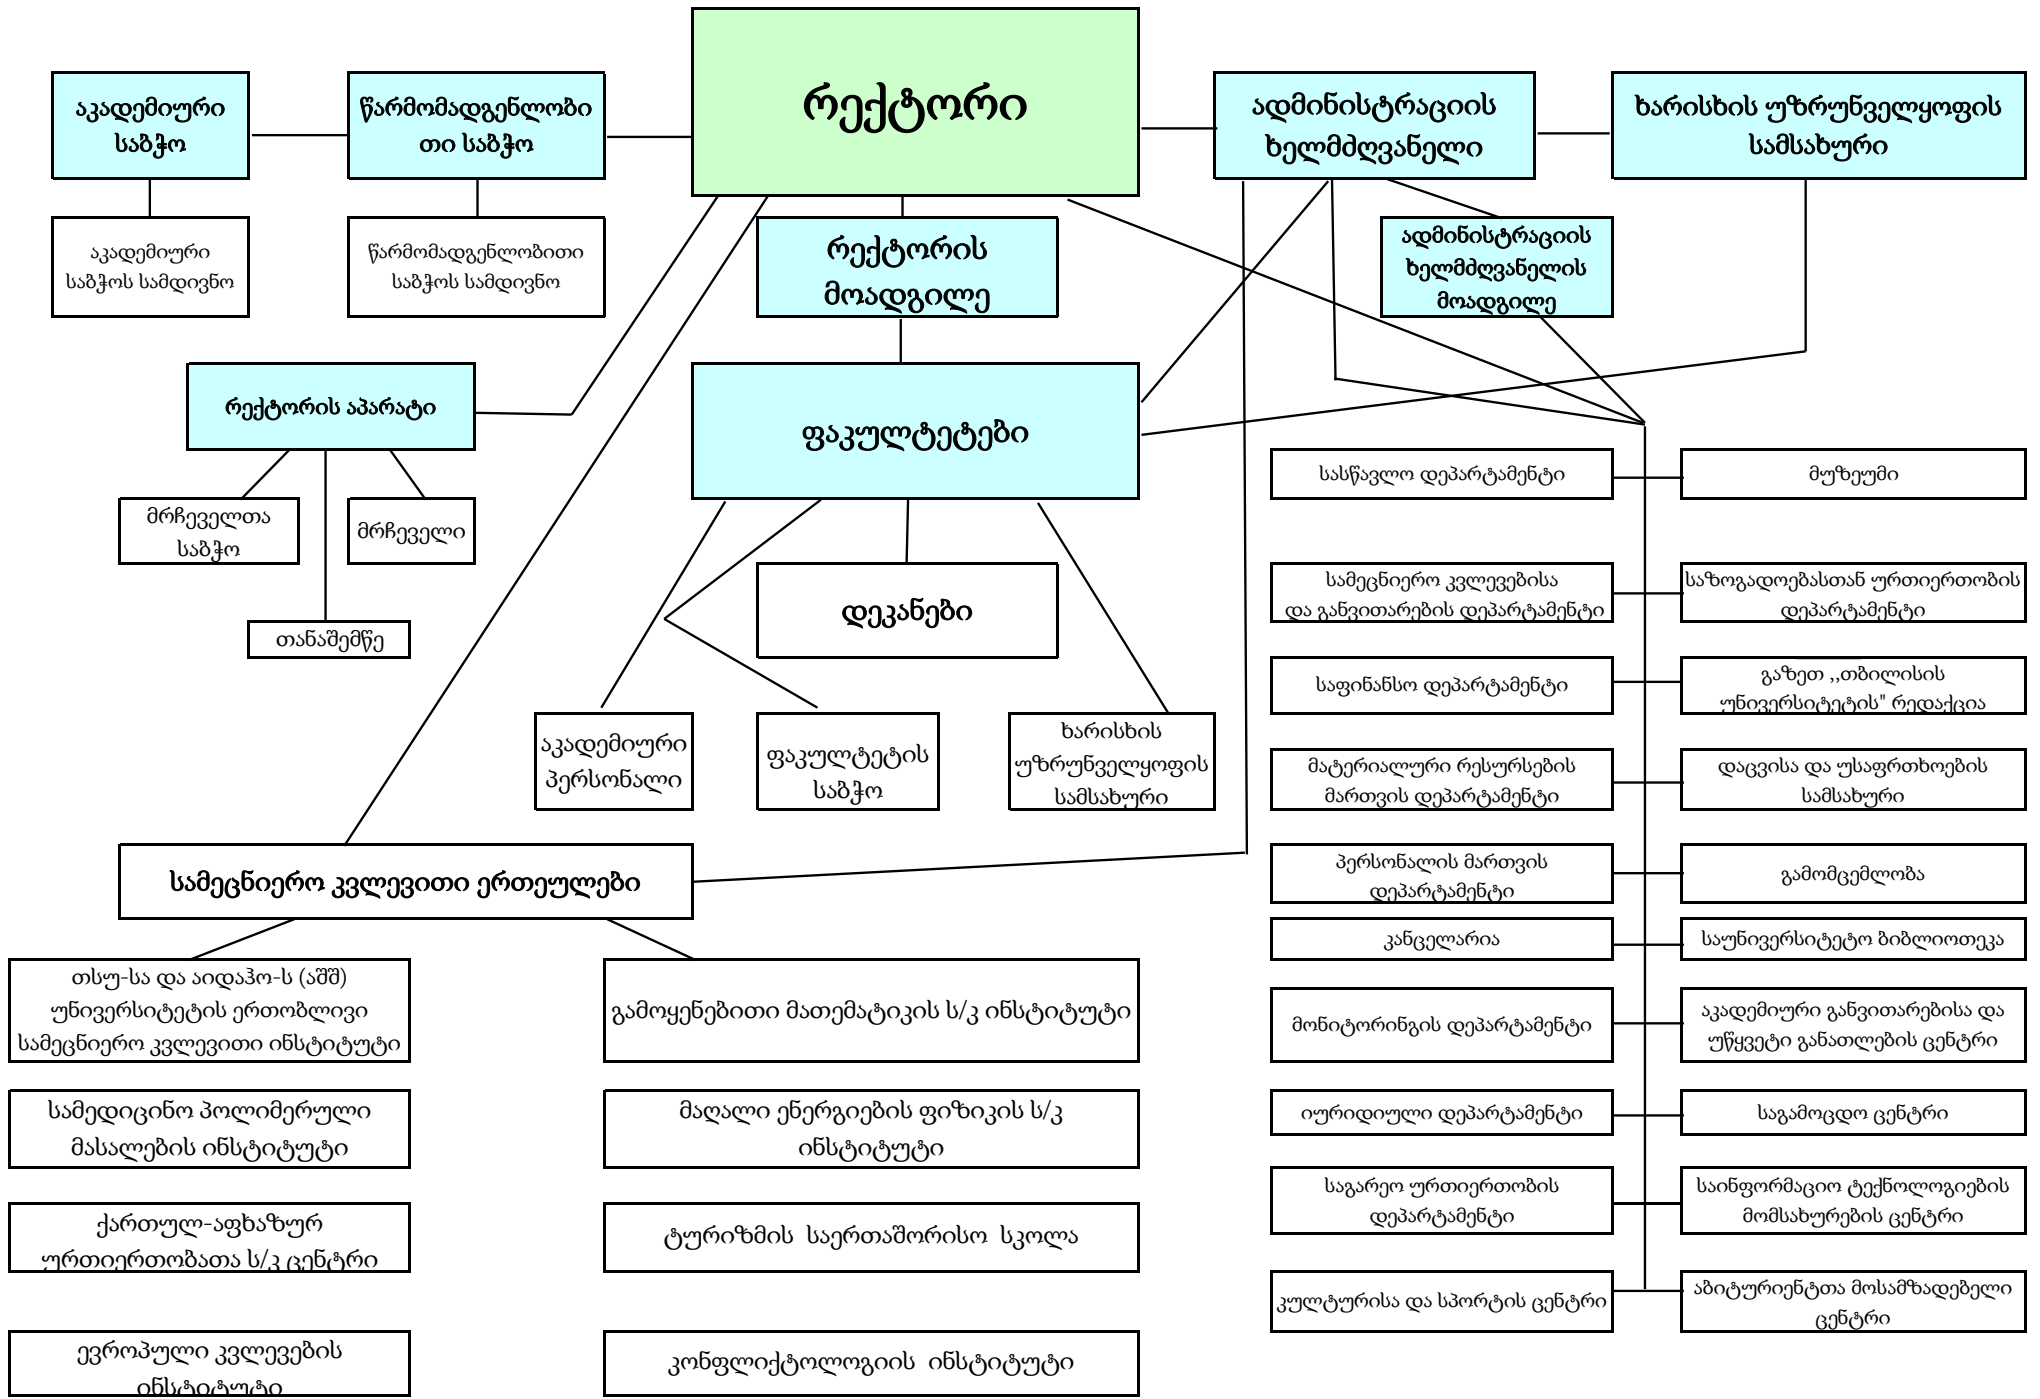 რექტორი
აკადემიური
საბჭო
წარმომადგენლობი
თი საბჭო
ადმინისტრაციის
ხელმძღვანელი
ხარისხის უზრუნველყოფის
სამსახური
აკადემიური
საბჭოს სამდივნო
წარმომადგენლობითი
საბჭოს სამდივნო
რექტორის
მოადგილე
ადმინისტრაციის
ხელმძღვანელის
მოადგილე
რექტორის აპარატი
ფაკულტეტები
მრჩეველთა
საბჭო
მრჩეველი
თანაშემწე
დეკანები
აკადემიური
პერსონალი
ფაკულტეტის
საბჭო
ხარისხის
უზრუნველყოფის
სამსახური
სასწავლო დეპარტამენტი
მუზეუმი
სამეცნიერო კვლევებისა
და განვითარების დეპარტამენტი
საზოგადოებასთან ურთიერთობის
დეპარტამენტი
საფინანსო დეპარტამენტი
გაზეთ ,,თბილისის
უნივერსიტეტის" რედაქცია
მატერიალური რესურსების
მართვის დეპარტამენტი
დაცვისა და უსაფრთხოების
სამსახური
პერსონალის მართვის
დეპარტამენტი
გამომცემლობა
კანცელარია
საუნივერსიტეტო ბიბლიოთეკა
მონიტორინგის დეპარტამენტი
აკადემიური განვითარებისა და
უწყვეტი განათლების ცენტრი
იურიდიული დეპარტამენტი
საგამოცდო ცენტრი
საგარეო ურთიერთობის
დეპარტამენტი
საინფორმაციო ტექნოლოგიების
მომსახურების ცენტრი
კულტურისა და სპორტის ცენტრი
აბიტურიენტთა მოსამზადებელი
ცენტრი
სამეცნიერო კვლევითი ერთეულები
თსუ-სა და აიდაჰო-ს (აშშ)
უნივერსიტეტის ერთობლივი
სამეცნიერო კვლევითი ინსტიტუტი
გამოყენებითი მათემატიკის ს/კ ინსტიტუტი
სამედიცინო პოლიმერული
მასალების ინსტიტუტი
მაღალი ენერგიების ფიზიკის ს/კ
ინსტიტუტი
ქართულ-აფხაზურ
ურთიერთობათა ს/კ ცენტრი
ტურიზმის საერთაშორისო სკოლა
ევროპული კვლევების
ინსტიტუტი
კონფლიქტოლოგიის ინსტიტუტი